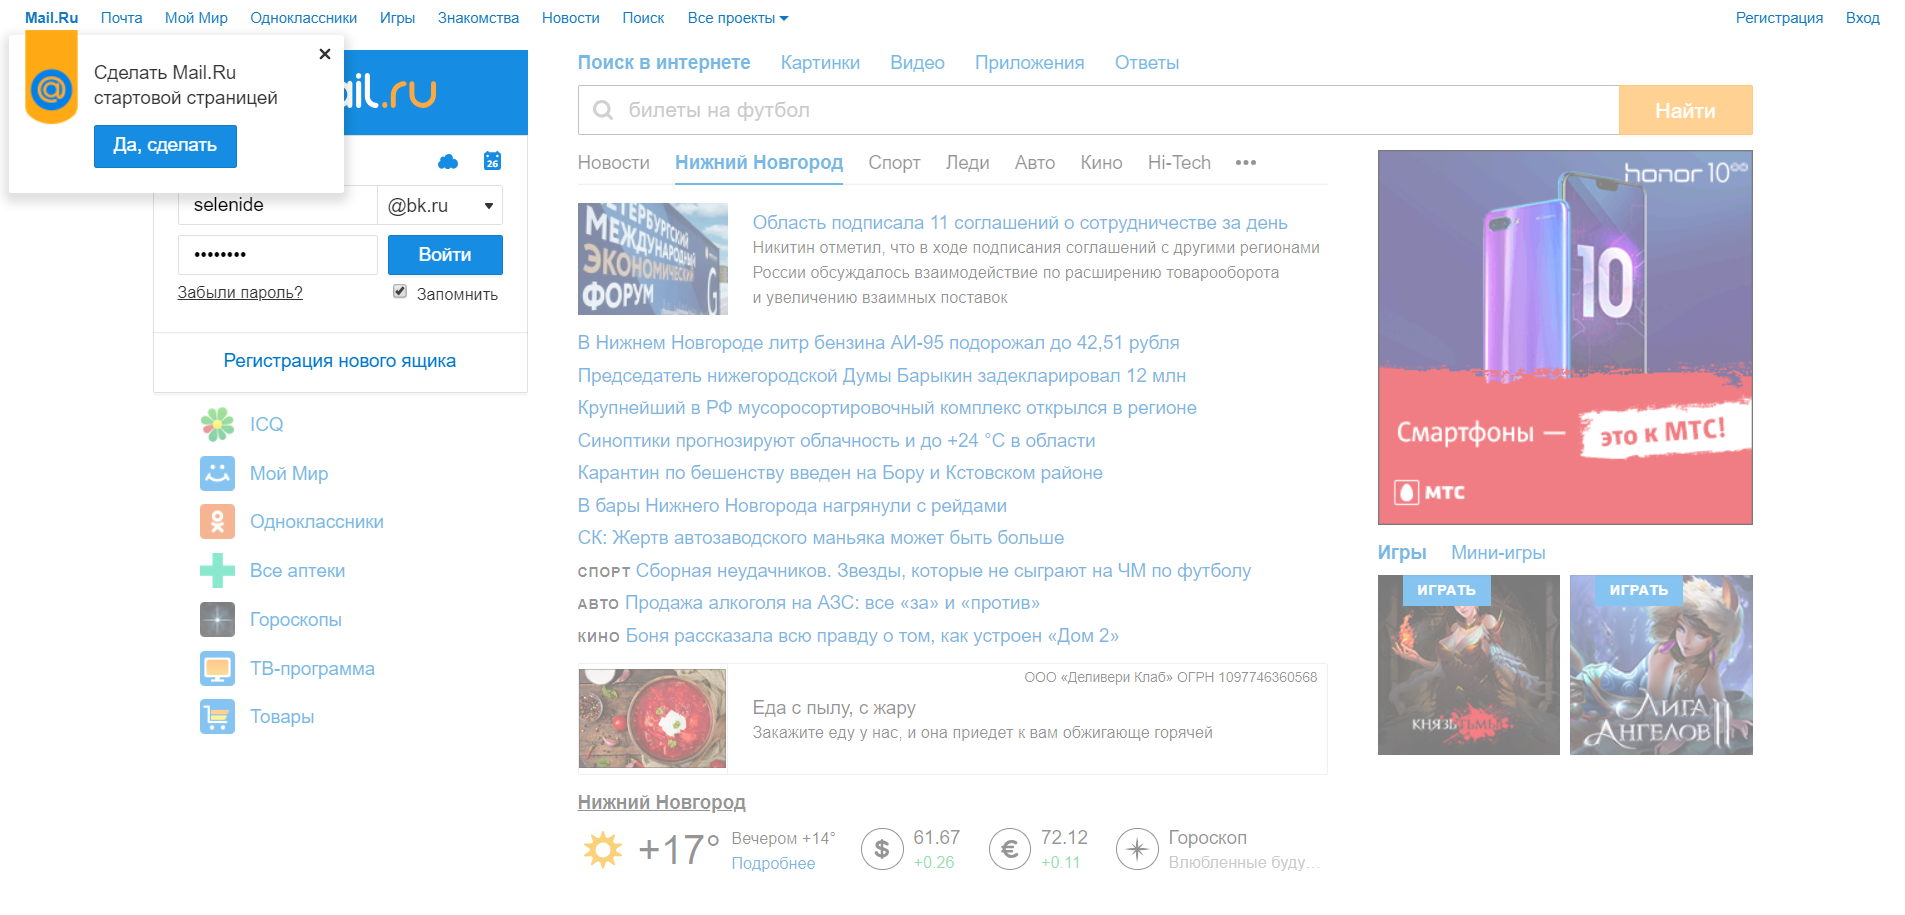 Mail.Ru Почта Мой Мир Одноклассники Игры Знакомства Новости Поиск Все проекты Регистрация Вход
Сделать Mail.Ru
стартовой страницей
Да, сделать
ail.ru
26
selenide @bk.ru
Войти
Забыли пароль? Запомнить
Регистрация нового ящика
ICQ
Мой Мир
Одноклассники
Все аптеки
Гороскопы
ТВ-программа
Товары
Поиск в интернете Картинки Видео Приложения Ответы
билеты на футбол Найти
Новости Нижний Новгород Спорт Леди Авто Кино Hi-Tech
ПЕТЕРБУРГСКИЙ
МЕЖДУНАРОДНЫЙ
ЭКОНОМИЧЕСКИЙ
ФОРУМ
Область подписала 11 соглашений о сотрудничестве за день
Никитин отметил, что в ходе подписания соглашений с другими регионами
России обсуждалось взаимодействие по расширению товарооборота
и увеличению взаимных поставок
В Нижнем Новгороде литр бензина АИ-95 подорожал до 42,51 рубля
Председатель нижегородской Думы Барыкин задекларировал 12 млн
Крупнейший в РФ мусоросортировочный комплекс открылся в регионе
Синоптики прогнозируют облачность и до +24 °C в области
Карантин по бешенству введен на Бору и Кстовском районе
В бары Нижнего Новгорода нагрянули с рейдами
СК: Жертв автозаводского маньяка может быть больше
СПОРТ Сборная неудачников. Звезды, которые не сыграют на ЧМ по футболу
АВТО Продажа алкоголя на АЗС: все «за» и «против»
КИНО Боня рассказала всю правду о том, как устроен «Дом 2»
ООО «Деливери Клаб» ОГРН 1097746360568
Еда с пылу, с жару
Закажите еду у нас, и она приедет к вам обжигающе горячей
Нижний Новгород
+17° Вечером +14°
Подробнее
$ 61.67
+0.26
€ 72.12
+0.11
Гороскоп
Влюбленные буду...
honor 10
10
Смартфоны —
это к МТС!
МТС
Игры Мини-игры
ИГРАТЬ
КНЯЗЬ ТЬМЫ
ИГРАТЬ
ЛИГА
АНГЕЛОВ II